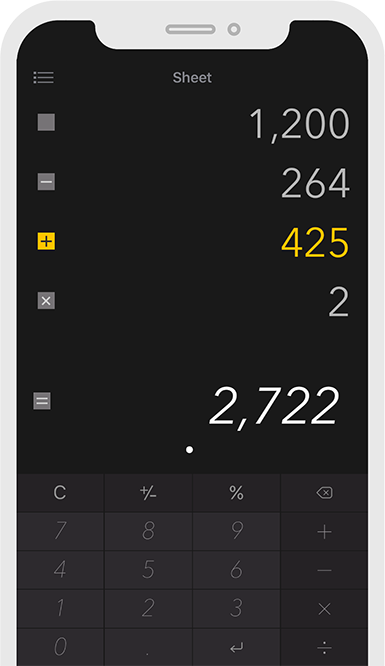 Sheet
1,200
− 264
+ 425
× 2
= 2,722
C +/− %
7 8 9 +
4 5 6 −
1 2 3 ×
0 . ÷